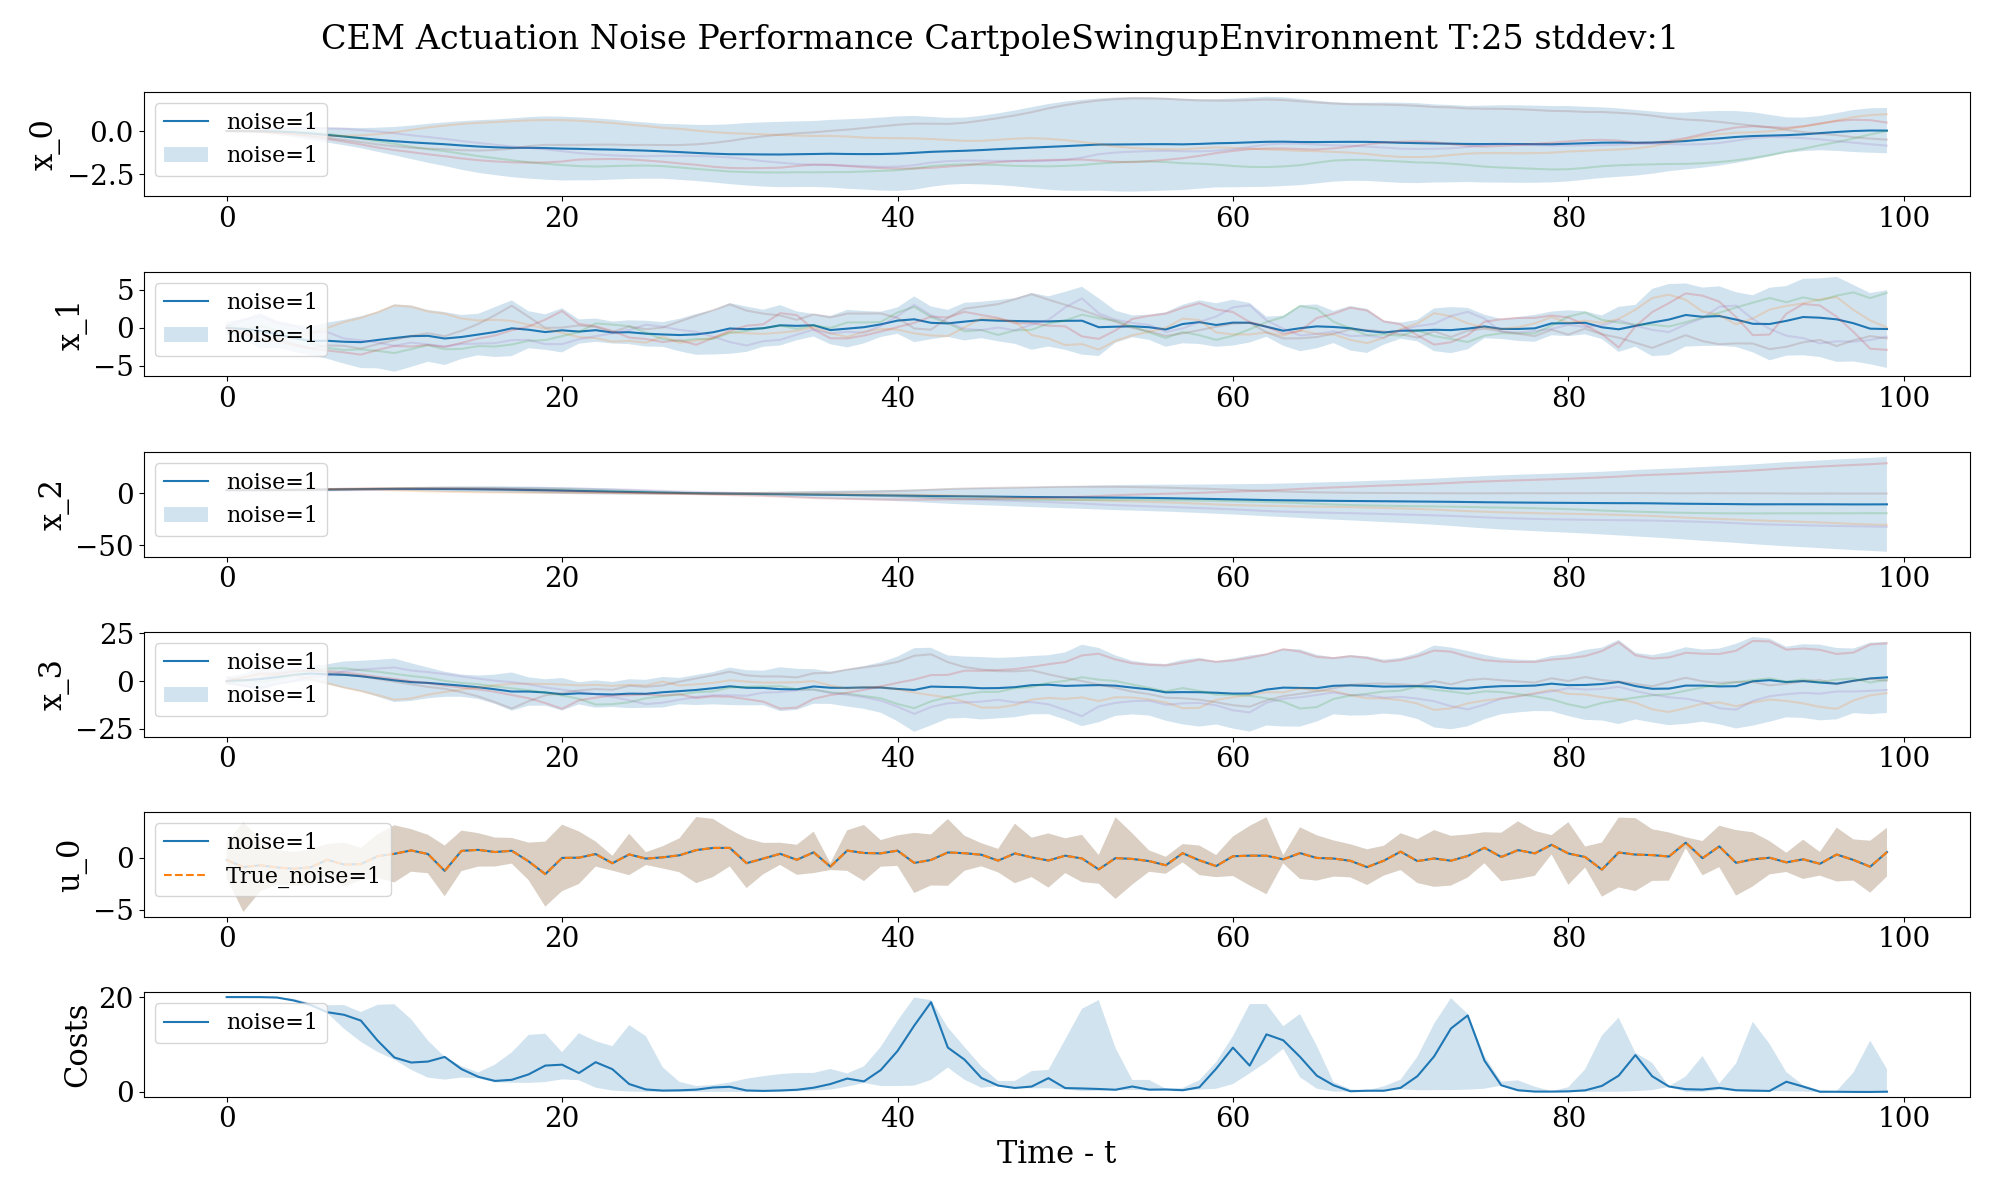 CEM Actuation Noise Performance CartpoleSwingupEnvironment T:25 stddev:1
x_0
0.0
−2.5
noise=1
noise=1
0 20 40 60 80 100
x_1
5
0
−5
noise=1
noise=1
0 20 40 60 80 100
x_2
0
−50
noise=1
noise=1
0 20 40 60 80 100
x_3
25
0
−25
noise=1
noise=1
0 20 40 60 80 100
u_0
0
−5
noise=1
True_noise=1
0 20 40 60 80 100
Costs
20
0
noise=1
0 20 40 60 80 100
Time - t